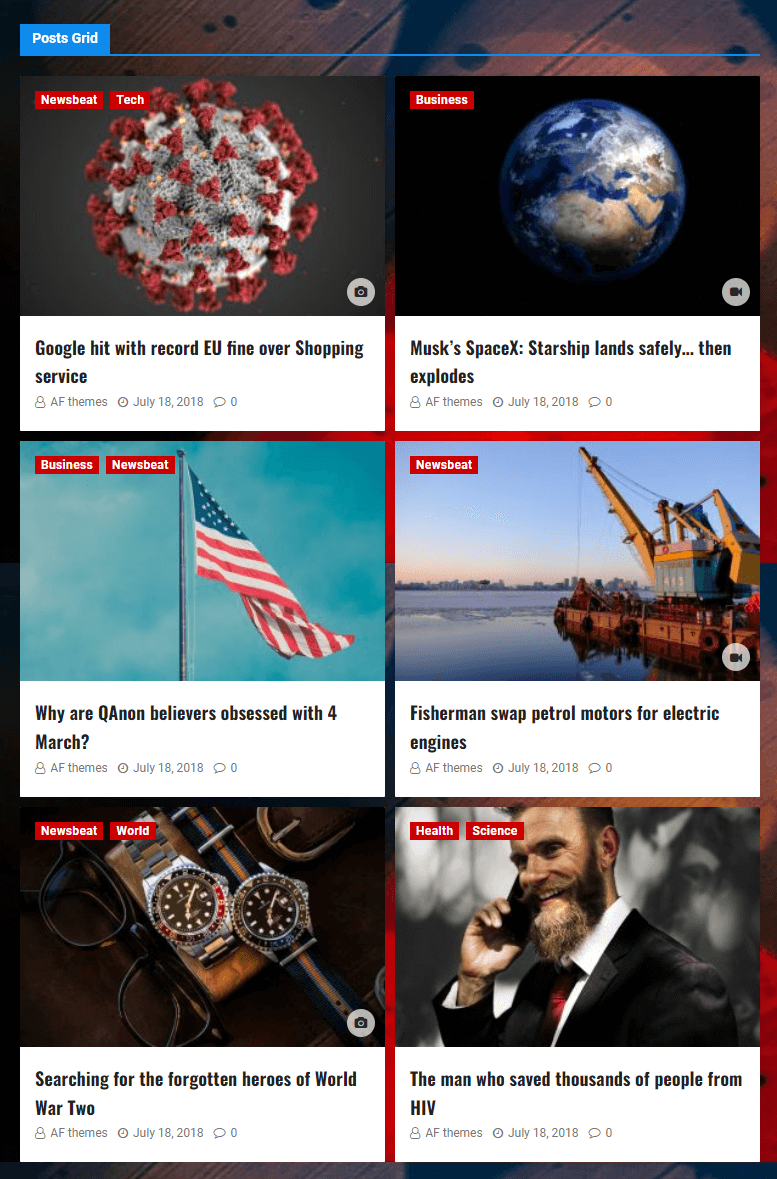 Posts Grid
Newsbeat Tech
Business
Google hit with record EU fine over Shopping
service
AF themes July 18, 2018 0
Musk’s SpaceX: Starship lands safely… then
explodes
AF themes July 18, 2018 0
Business Newsbeat
Newsbeat
Why are QAnon believers obsessed with 4
March?
AF themes July 18, 2018 0
Fisherman swap petrol motors for electric
engines
AF themes July 18, 2018 0
Newsbeat World
Health Science
Searching for the forgotten heroes of World
War Two
AF themes July 18, 2018 0
The man who saved thousands of people from
HIV
AF themes July 18, 2018 0